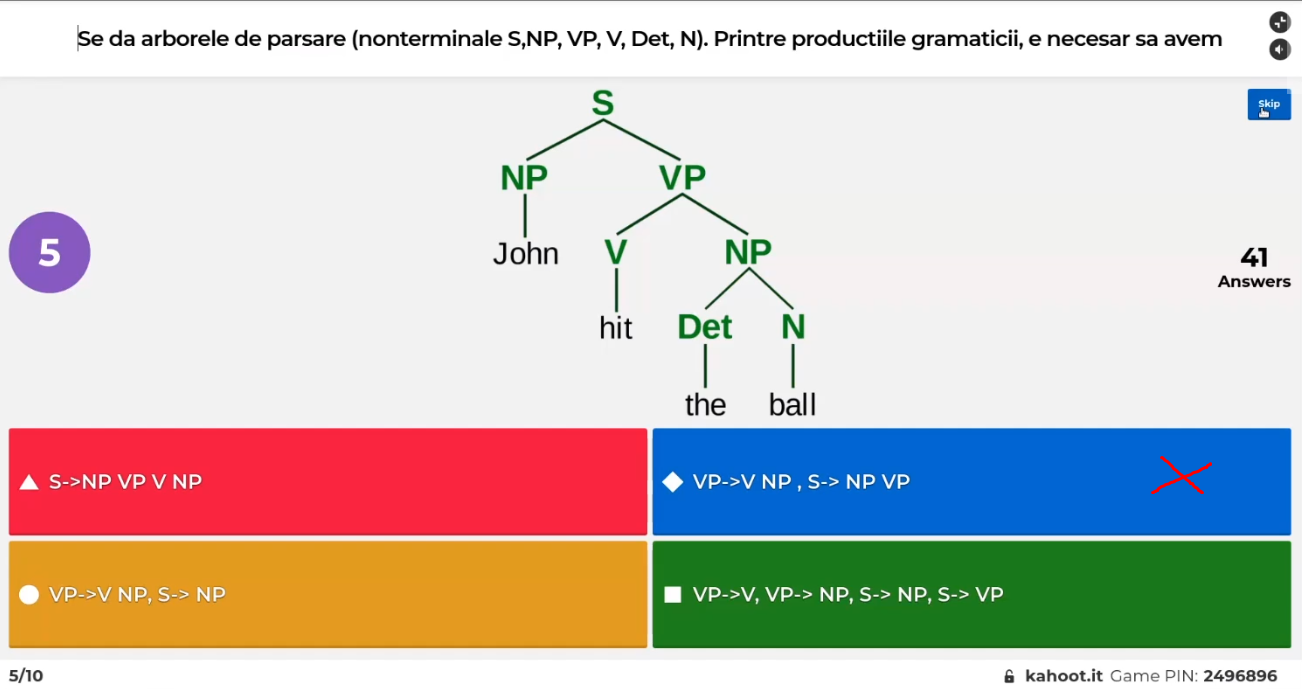 Se da arborele de parsare (nonterminale S,NP, VP, V, Det, N). Printre productiile gramaticii, e necesar sa avem
Skip
S
NP VP
John V NP
hit Det N
the ball
5
41
Answers
S->NP VP V NP
VP->V NP , S-> NP VP
VP->V NP, S-> NP
VP->V, VP-> NP, S-> NP, S-> VP
5/10
kahoot.it Game PIN: 2496896